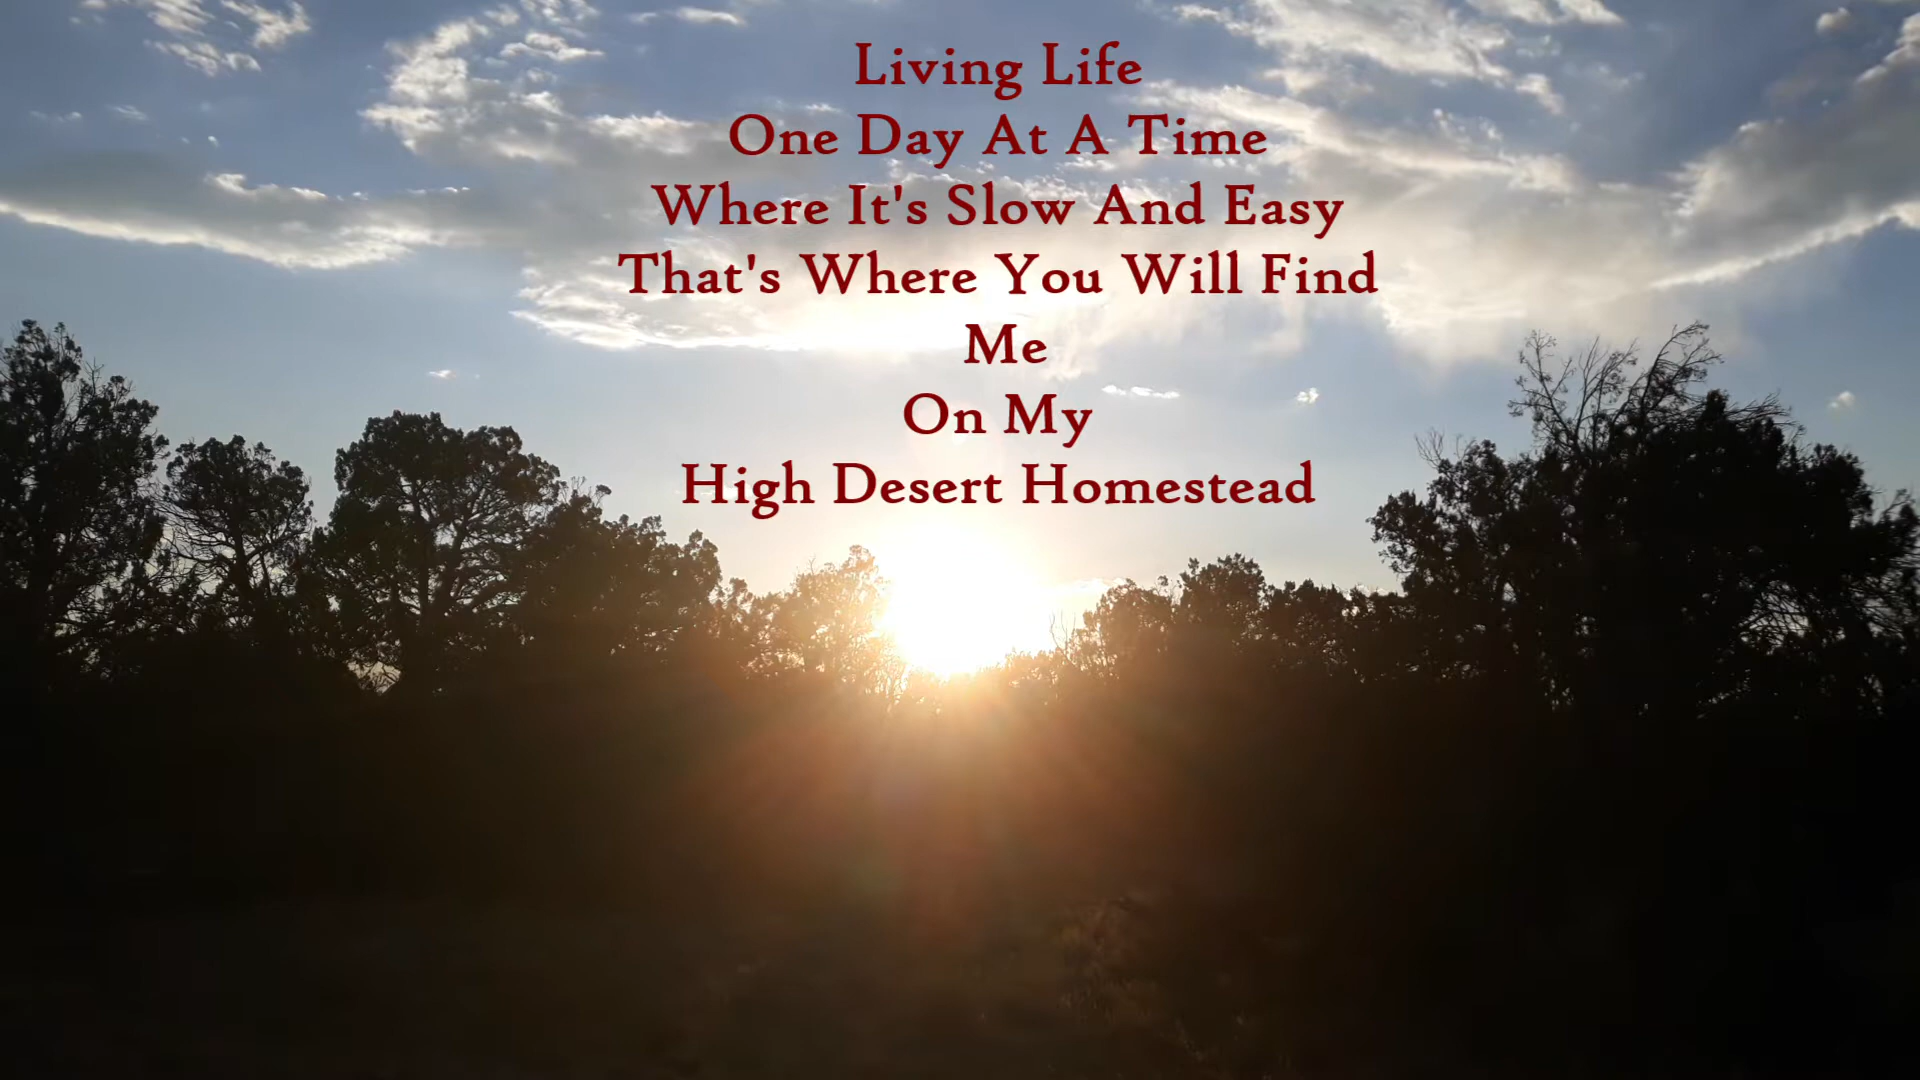 Living Life
One Day At A Time
Where It's Slow And Easy
That's Where You Will Find
Me
On My
High Desert Homestead